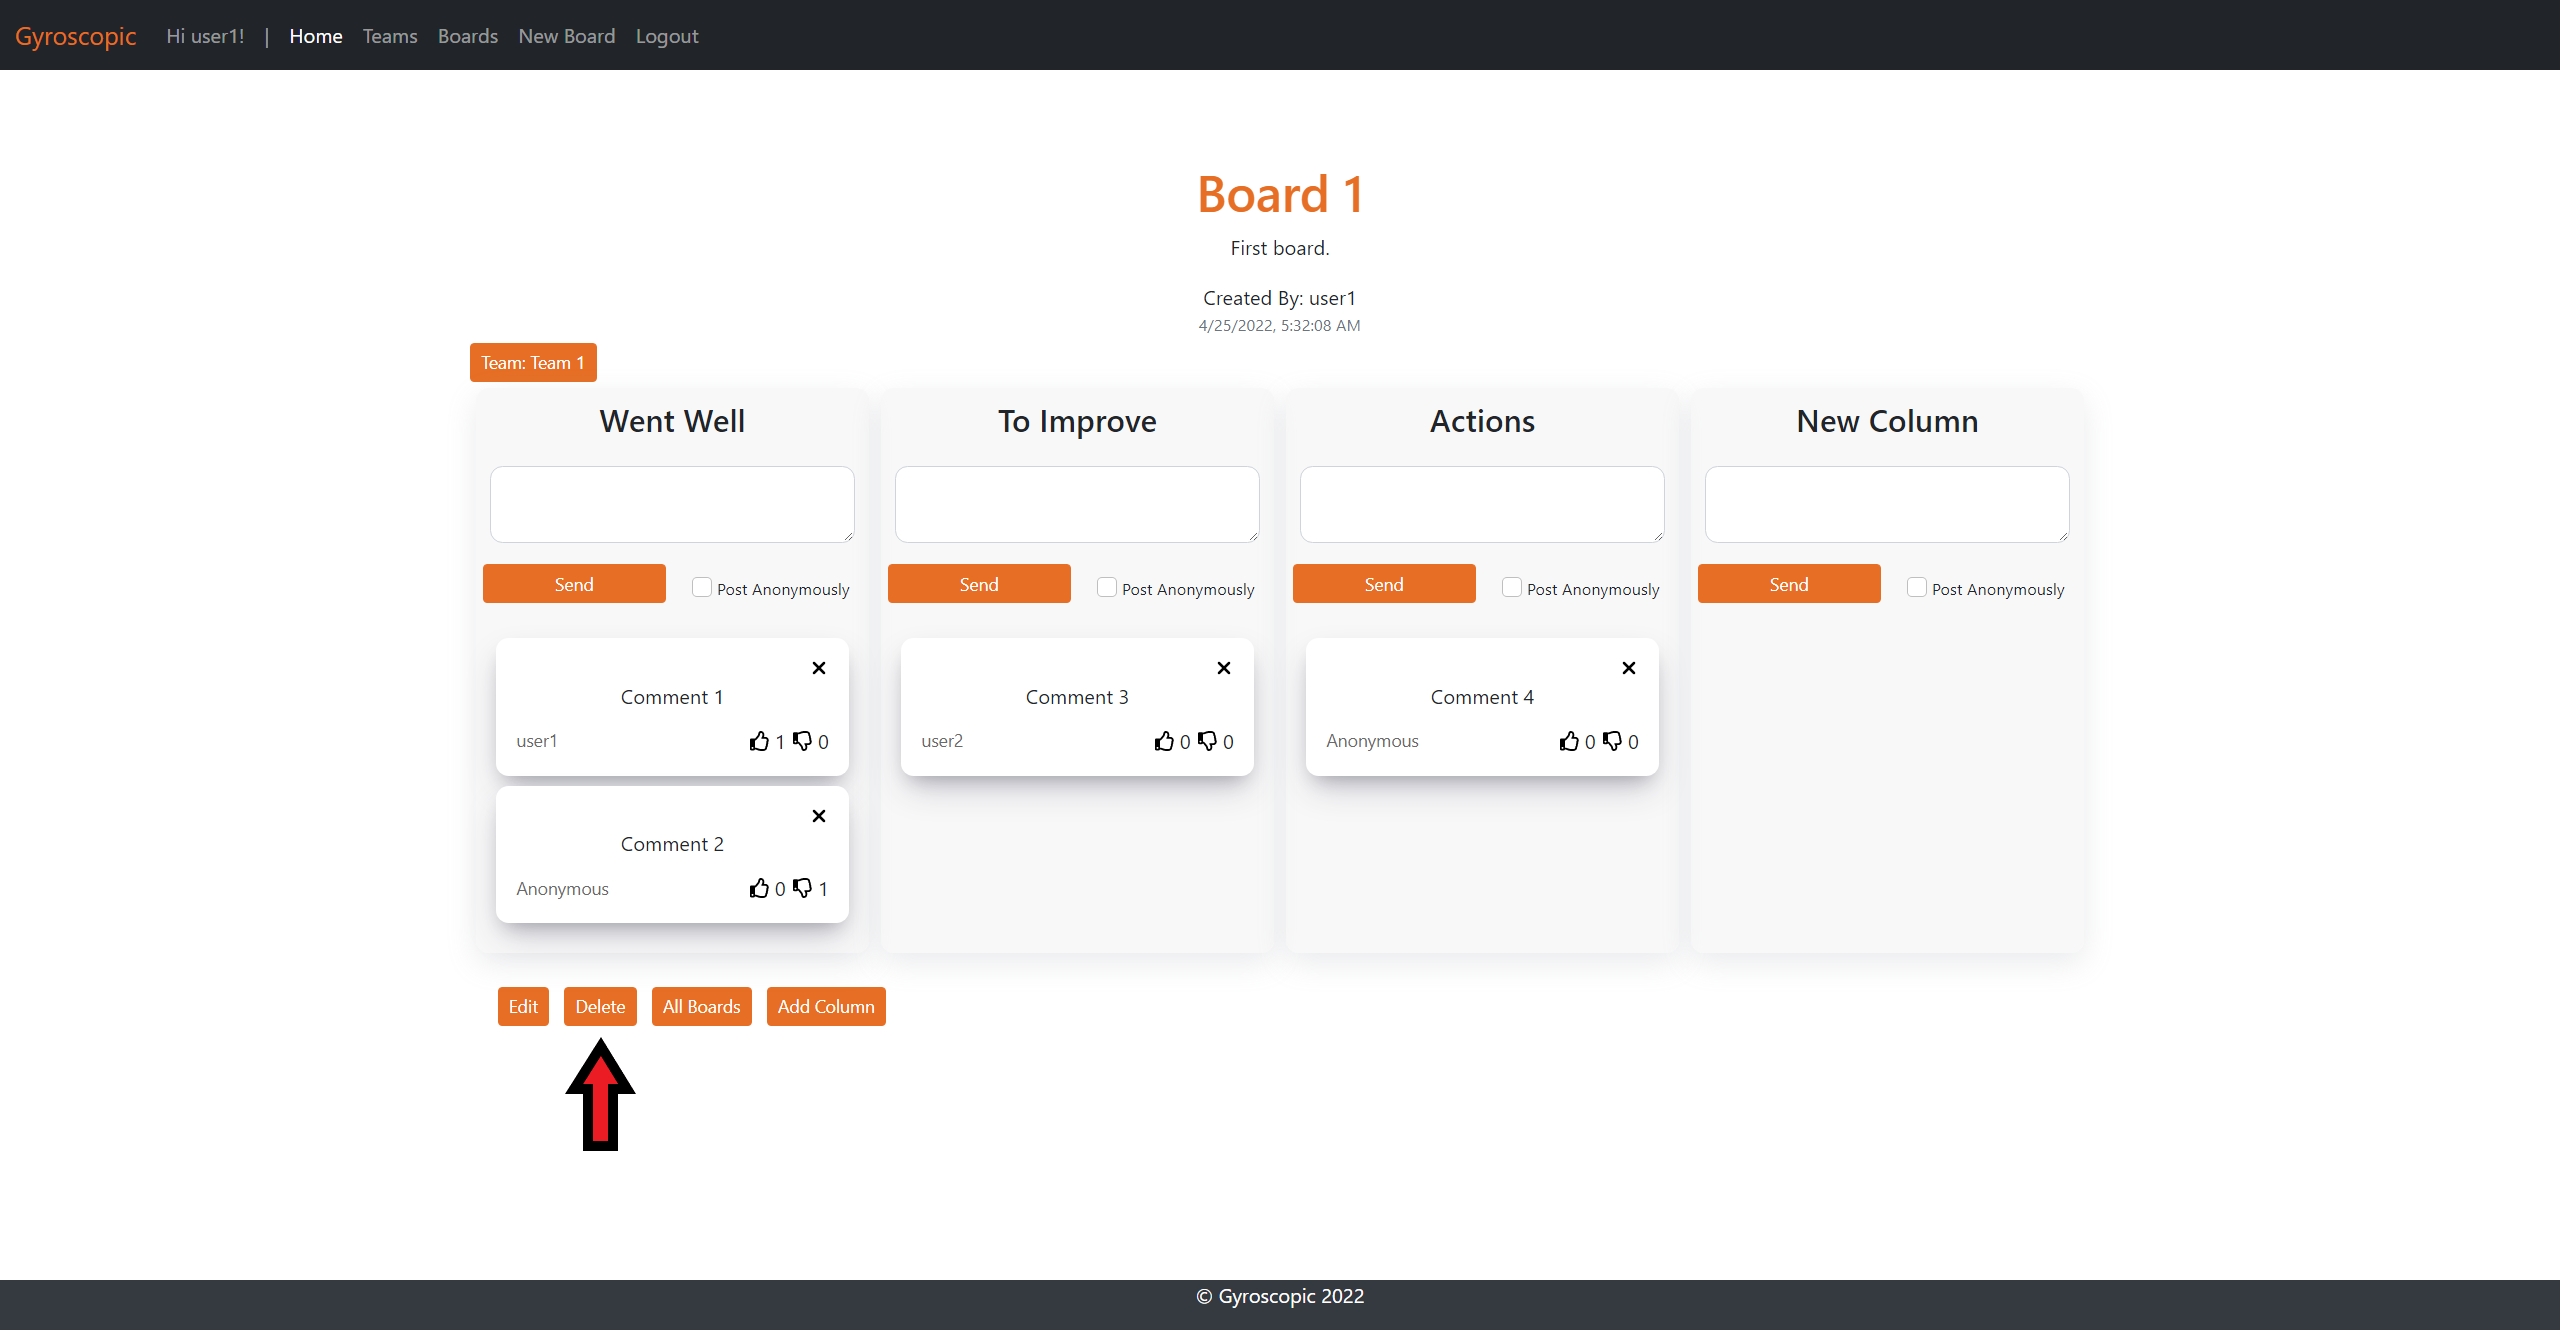 Gyroscopic Hi user1! | Home Teams Boards New Board Logout
Board 1
First board.
Created By: user1
4/25/2022, 5:32:08 AM
Team: Team 1
Went Well
Send Post Anonymously
Comment 1
user1 1 0
Comment 2
Anonymous 0 1
To Improve
Send Post Anonymously
Comment 3
user2 0 0
Actions
Send Post Anonymously
Comment 4
Anonymous 0 0
New Column
Send Post Anonymously
Edit Delete All Boards Add Column
© Gyroscopic 2022